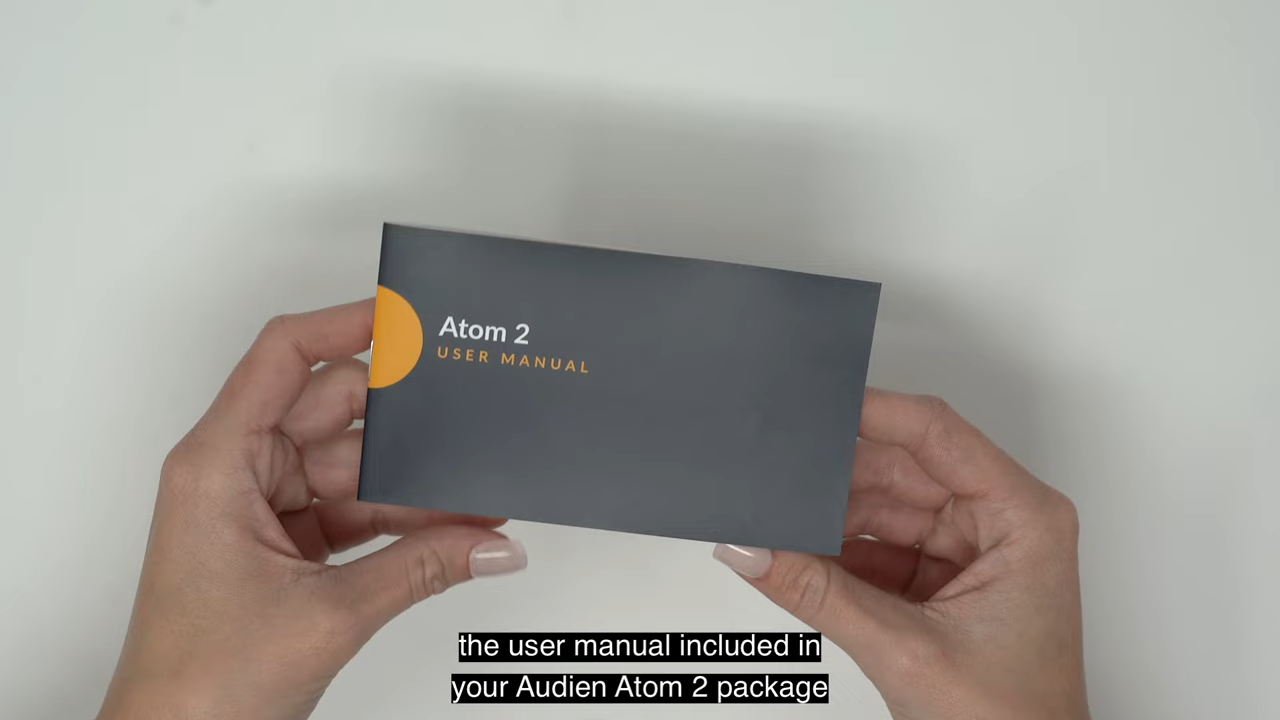 Atom 2
USER MANUAL
the user manual included in
your Audien Atom 2 package